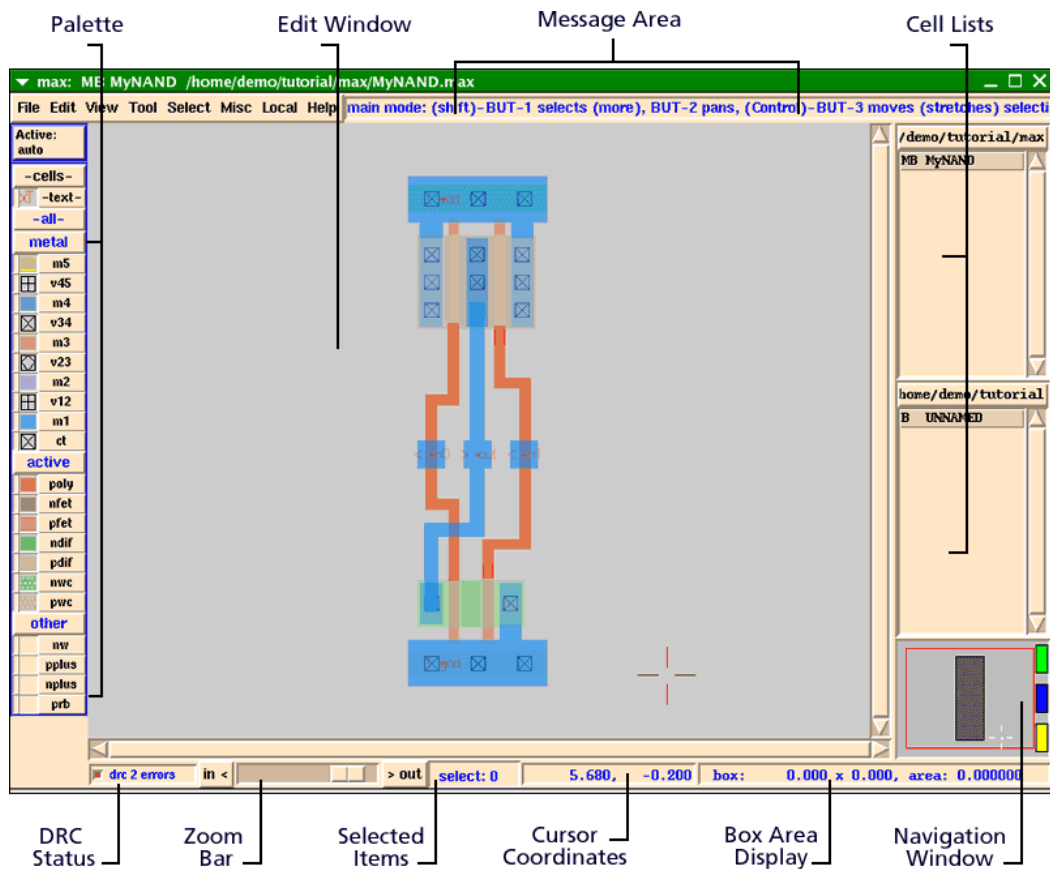 Palette
Edit Window
Message Area
Cell Lists
max: MB MyNAND /home/demo/tutorial/max/MyNAND.max
File Edit View Tool Select Misc Local Help
main mode: (shift)-BUT-1 selects (more), BUT-2 pans, (Control)-BUT-3 moves (stretches) selecti
Active:
auto
-cells-
-text-
-all-
metal
m5
v45
m4
v34
m3
v23
m2
v12
m1
ct
active
poly
nfet
pfet
ndif
pdif
nwc
pwc
other
nw
pplus
nplus
prb
/demo/tutorial/max
MB MyNAND
home/demo/tutorial
B UNNAMED
drc 2 errors
in <
> out
select: 0
5.680, -0.200
box: 0.000 x 0.000, area: 0.000000
DRC
Status
Zoom
Bar
Selected
Items
Cursor
Coordinates
Box Area
Display
Navigation
Window